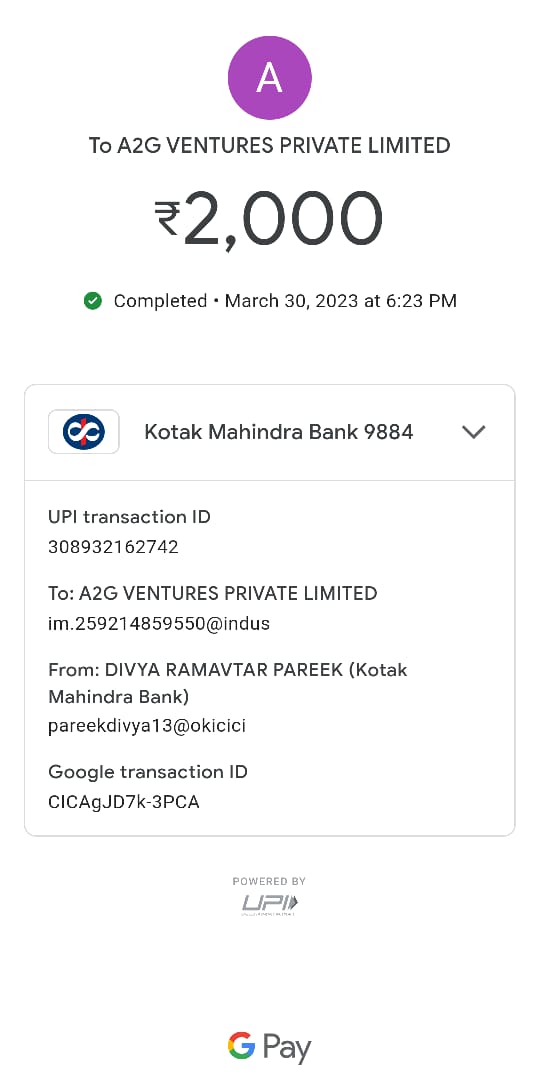 A
To A2G VENTURES PRIVATE LIMITED
₹2,000
Completed • March 30, 2023 at 6:23 PM
Kotak Mahindra Bank 9884
UPI transaction ID
308932162742
To: A2G VENTURES PRIVATE LIMITED
im.259214859550@indus
From: DIVYA RAMAVTAR PAREEK (Kotak
Mahindra Bank)
pareekdivya13@okicici
Google transaction ID
CICAgJD7k-3PCA
POWERED BY
UPI
G Pay